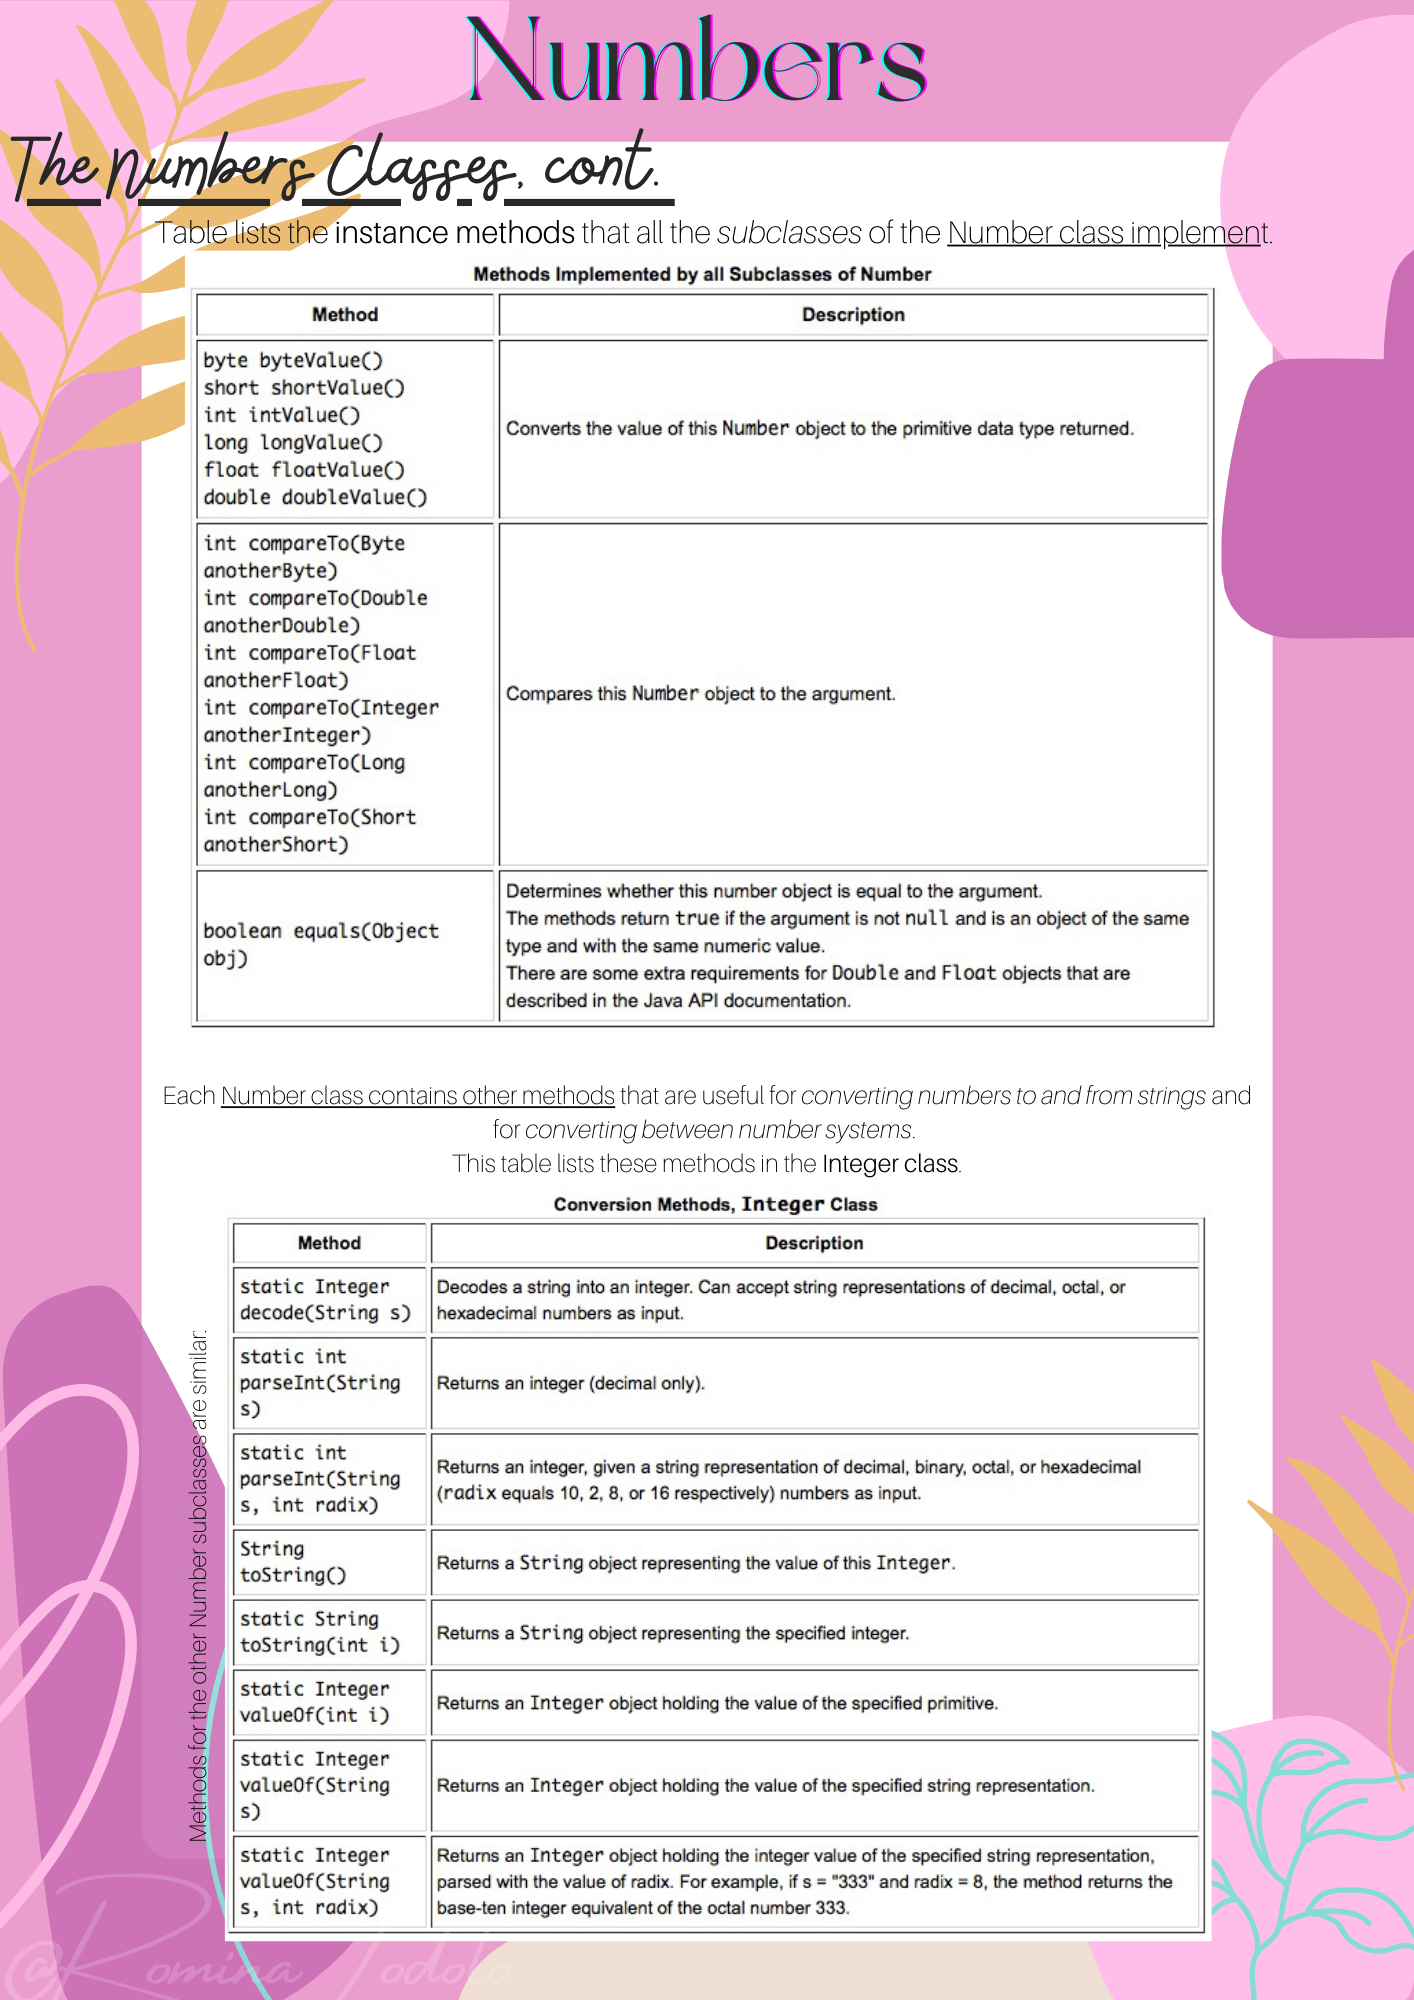 Numbers
The Numbers Classes, cont.
Table lists the instance methods that all the subclasses of the Number class implement.
Methods Implemented by all Subclasses of Number
Method
Description
byte byteValue()
short shortValue()
int intValue()
long longValue()
float floatValue()
double doubleValue()
Converts the value of this Number object to the primitive data type returned.
int compareTo(Byte
anotherByte)
int compareTo(Double
anotherDouble)
int compareTo(Float
anotherFloat)
int compareTo(Integer
anotherInteger)
int compareTo(Long
anotherLong)
int compareTo(Short
anotherShort)
Compares this Number object to the argument.
boolean equals(Object
obj)
Determines whether this number object is equal to the argument.
The methods return true if the argument is not null and is an object of the same
type and with the same numeric value.
There are some extra requirements for Double and Float objects that are
described in the Java API documentation.
Each Number class contains other methods that are useful for converting numbers to and from strings and
for converting between number systems.
This table lists these methods in the Integer class.
Conversion Methods, Integer Class
Method
Description
static Integer
decode(String s)
Decodes a string into an integer. Can accept string representations of decimal, octal, or
hexadecimal numbers as input.
static int
parseInt(String
s)
Returns an integer (decimal only).
static int
parseInt(String
s, int radix)
Returns an integer, given a string representation of decimal, binary, octal, or hexadecimal
(radix equals 10, 2, 8, or 16 respectively) numbers as input.
String
toString()
Returns a String object representing the value of this Integer.
static String
toString(int i)
Returns a String object representing the specified integer.
static Integer
valueOf(int i)
Returns an Integer object holding the value of the specified primitive.
static Integer
valueOf(String
s)
Returns an Integer object holding the value of the specified string representation.
static Integer
valueOf(String
s, int radix)
Returns an Integer object holding the integer value of the specified string representation,
parsed with the value of radix. For example, if s = "333" and radix = 8, the method returns the
base-ten integer equivalent of the octal number 333.
Methods for the other Number subclasses are similar:
@Romina Todolo